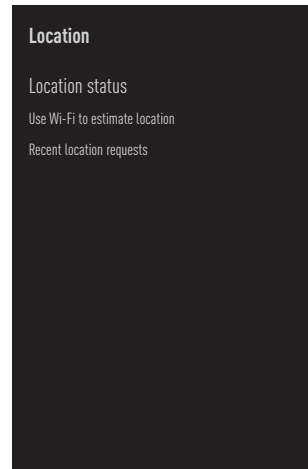 Location
Location status
Use Wi-Fi to estimate location
Recent location requests